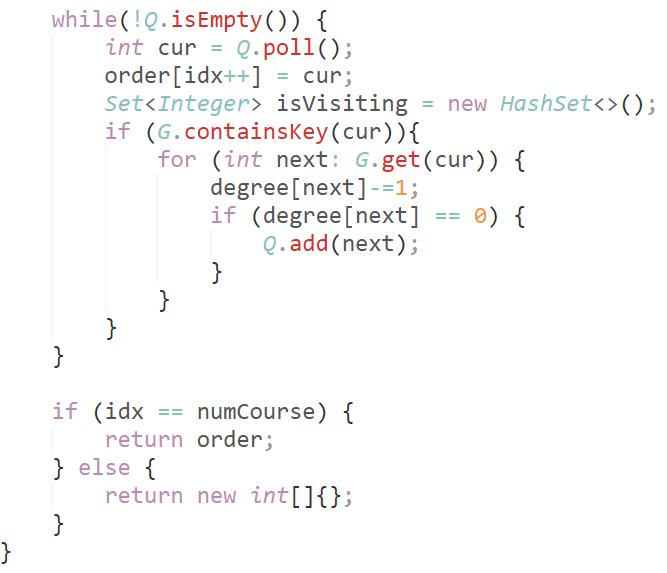 while(!Q.isEmpty()) {
int cur = Q.poll();
order[idx++] = cur;
Set<Integer> isVisiting = new HashSet<>();
if (G.containsKey(cur)){
for (int next: G.get(cur)) {
degree[next]-=1;
if (degree[next] == 0) {
Q.add(next);
}
}
}
}
if (idx == numCourse) {
return order;
} else {
return new int[]{};
}
}